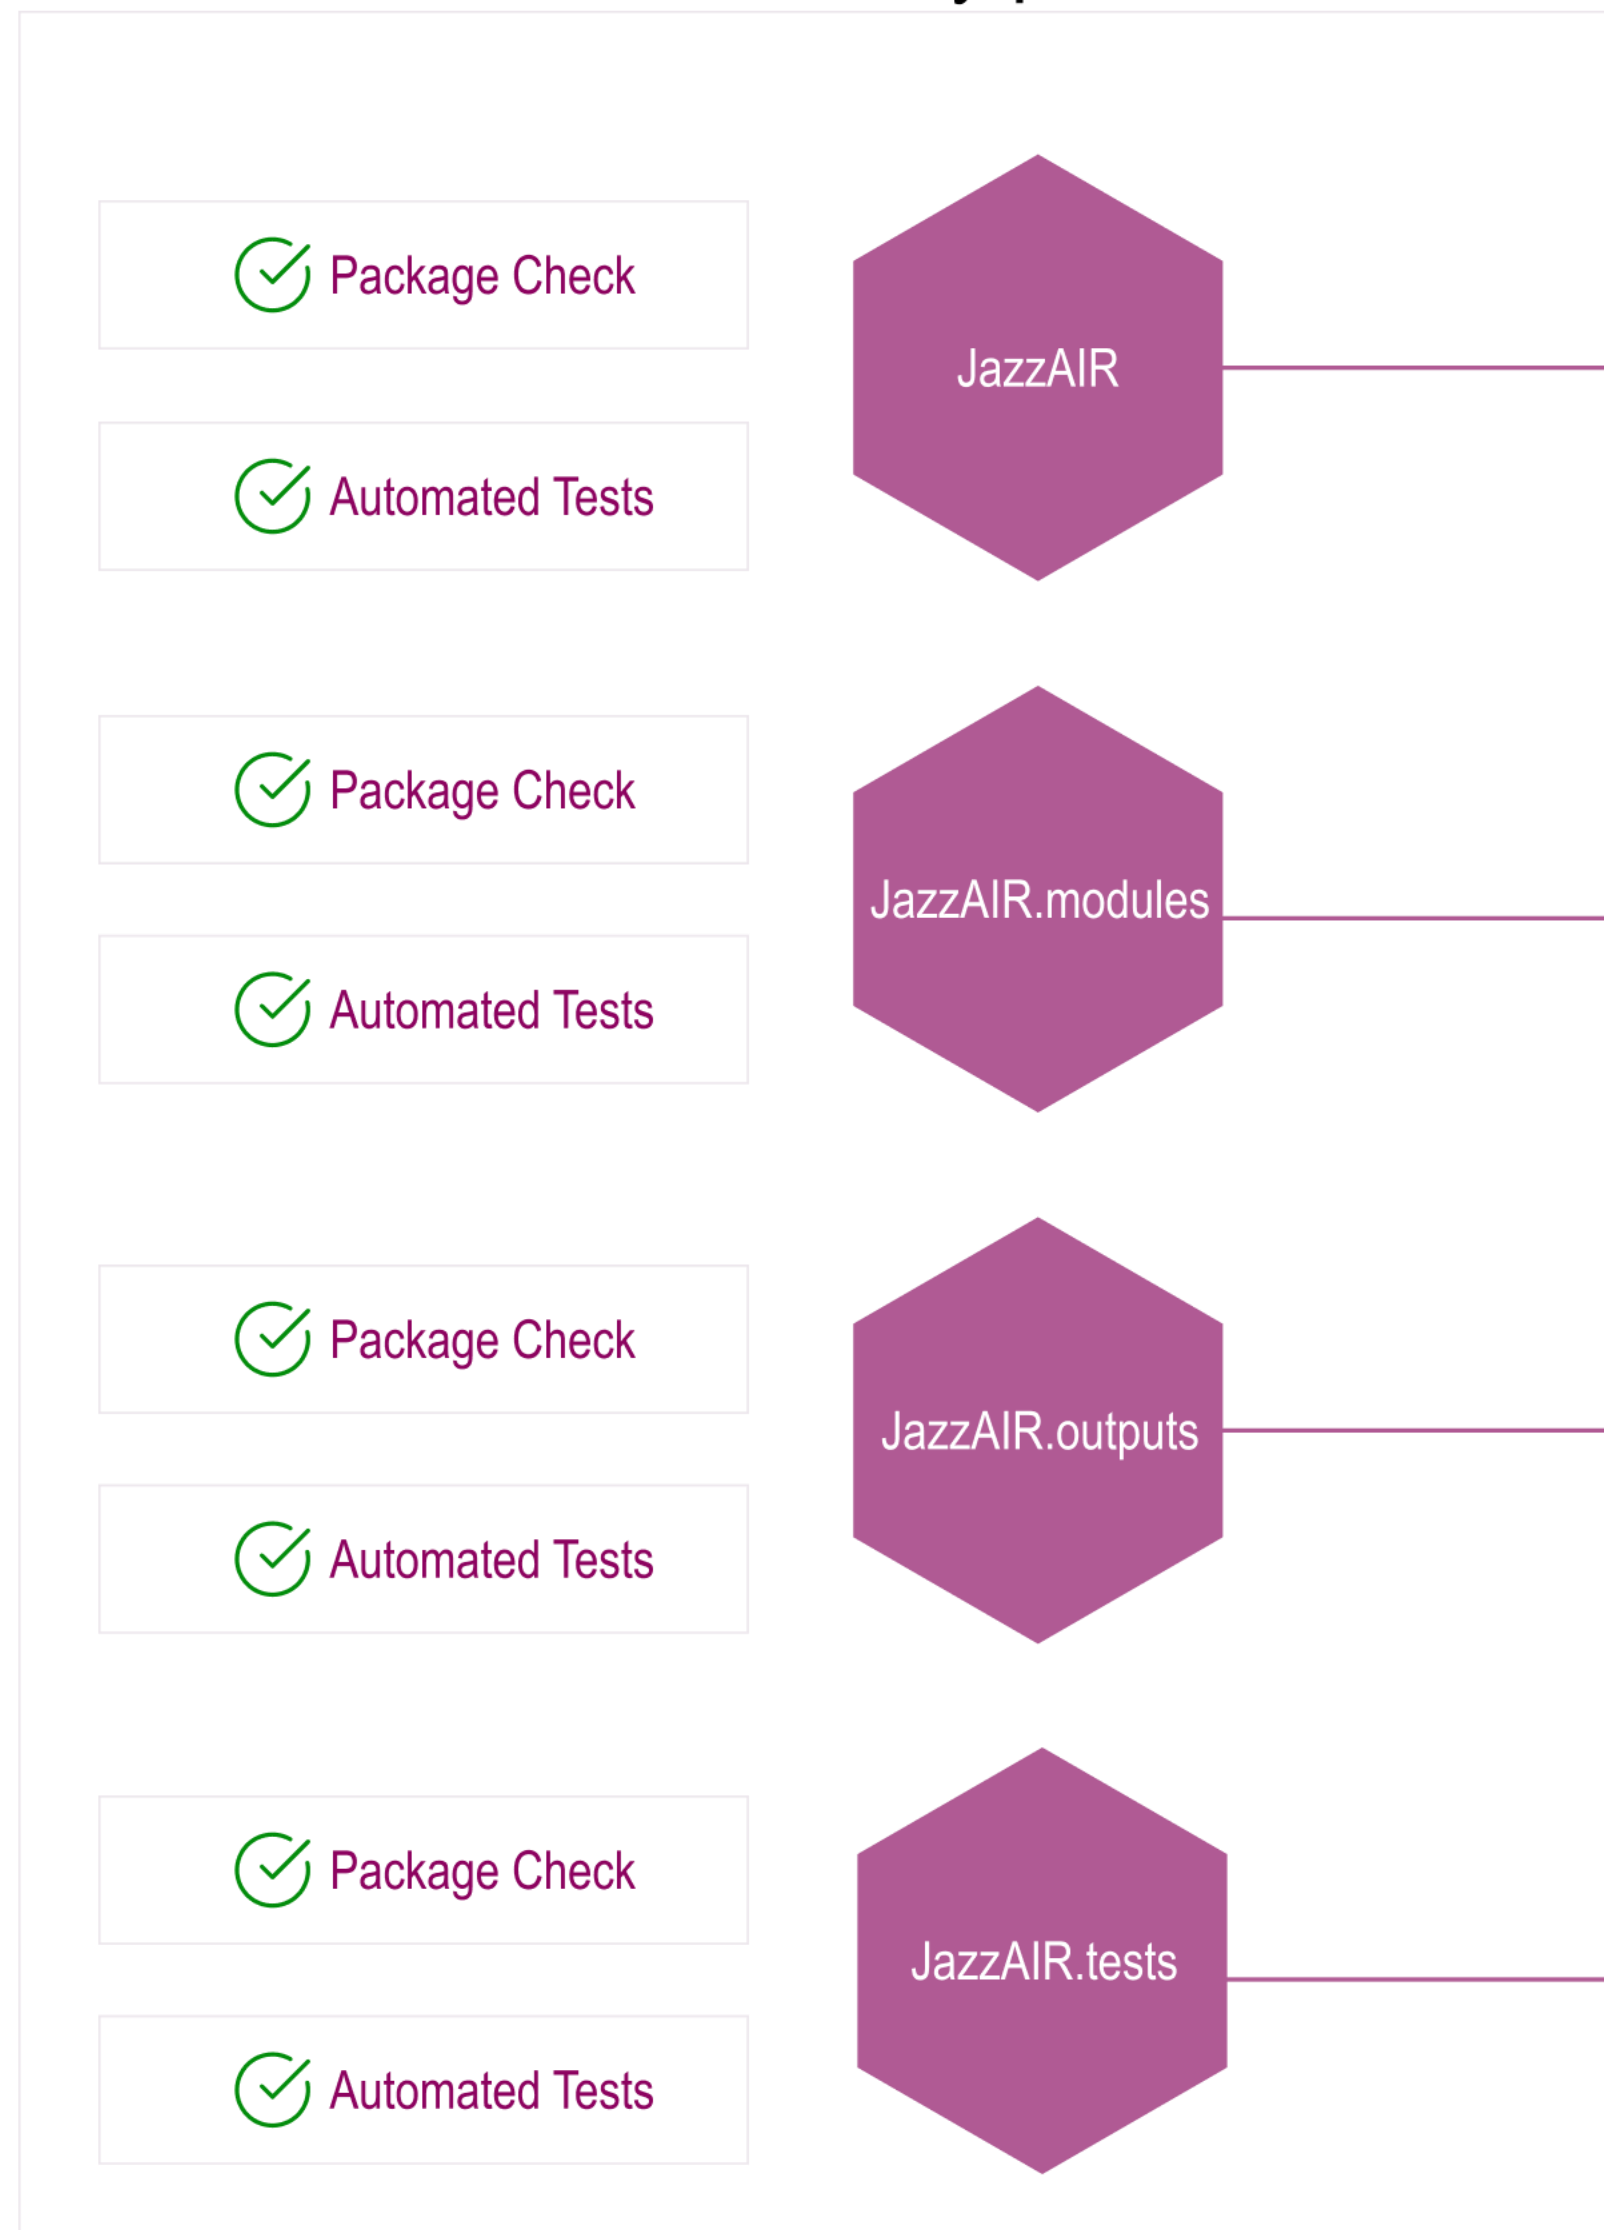 Package Check
JazzAIR
Automated Tests
Package Check
JazzAIR.modules
Automated Tests
Package Check
JazzAIR.outputs
Automated Tests
Package Check
JazzAIR.tests
Automated Tests